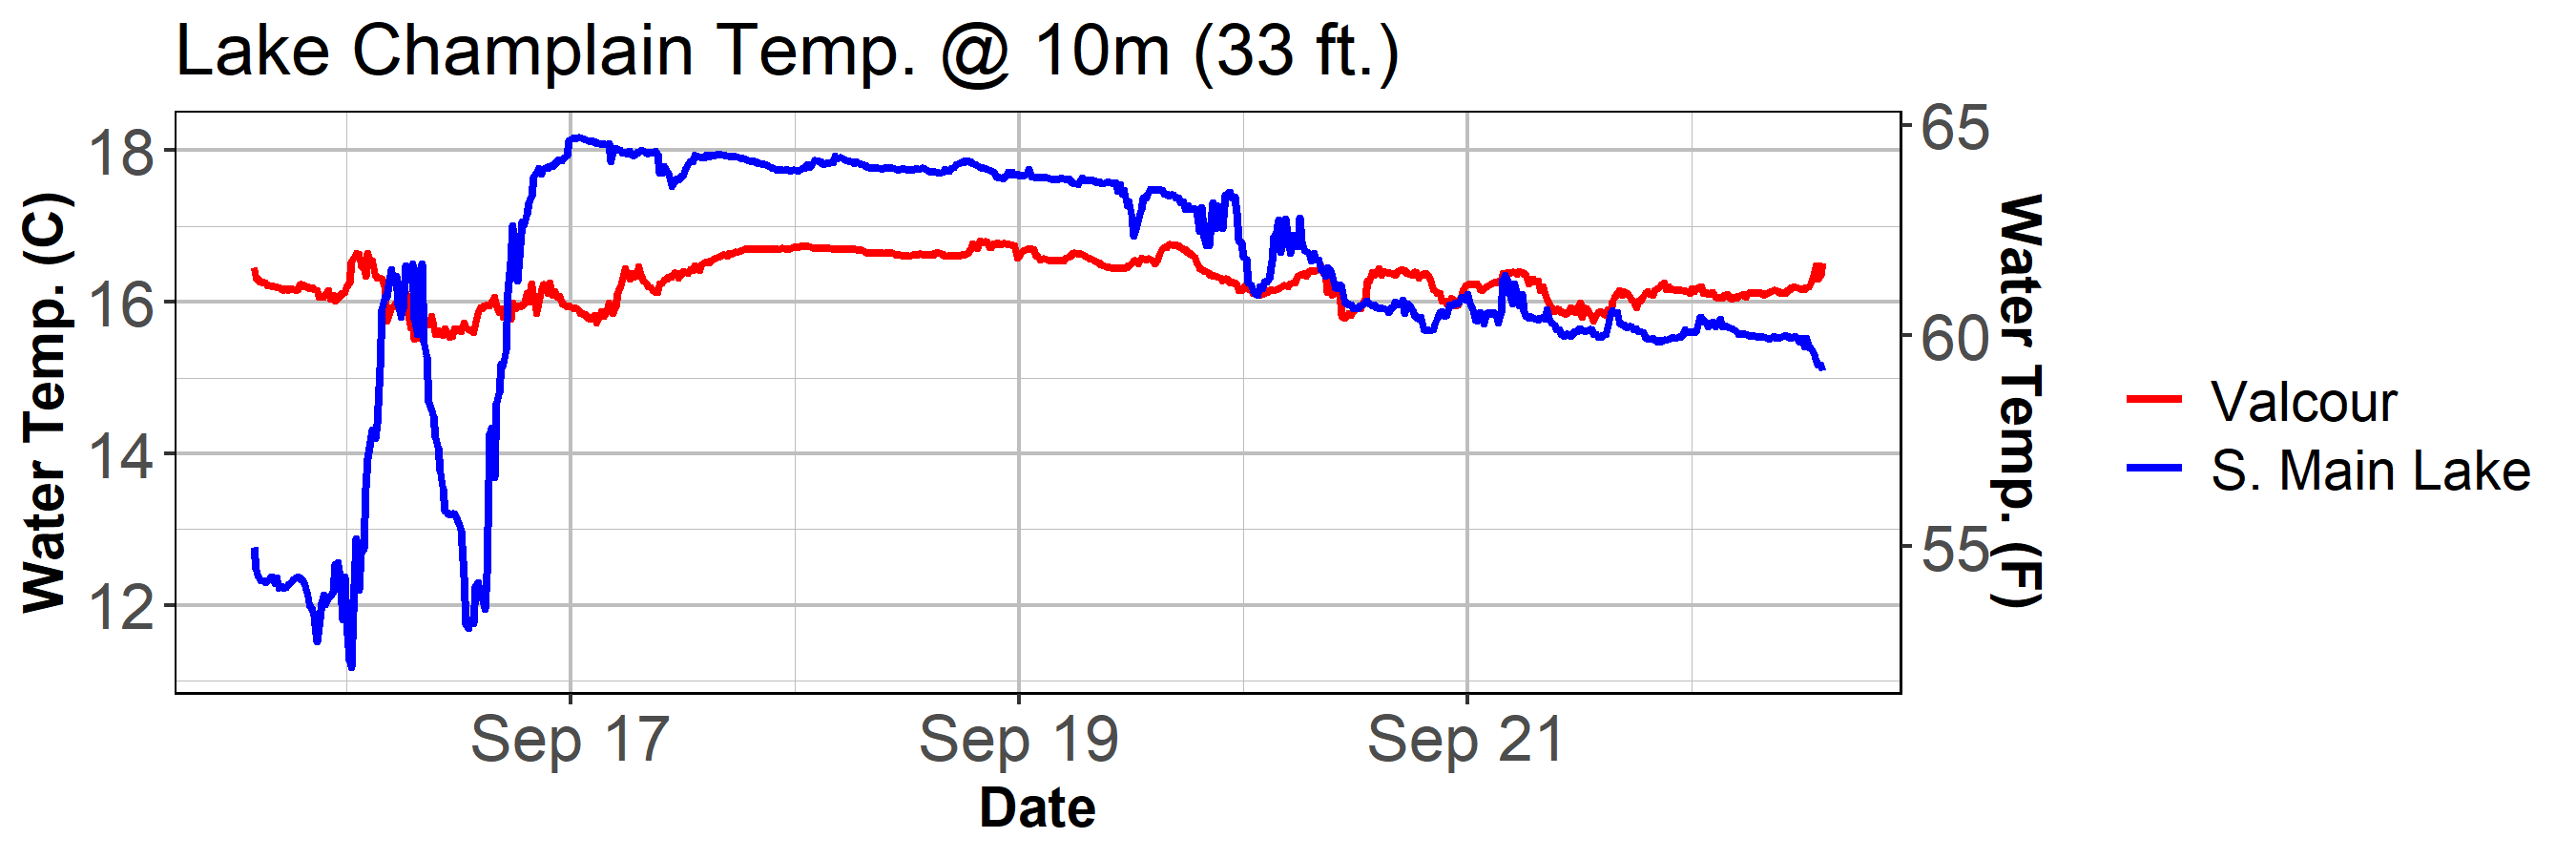 Lake Champlain Temp. @ 10m (33 ft.)
Water Temp. (C)
18
16
14
12
65
60
55
Water Temp. (F)
Sep 17
Sep 19
Sep 21
Date
Valcour
S. Main Lake